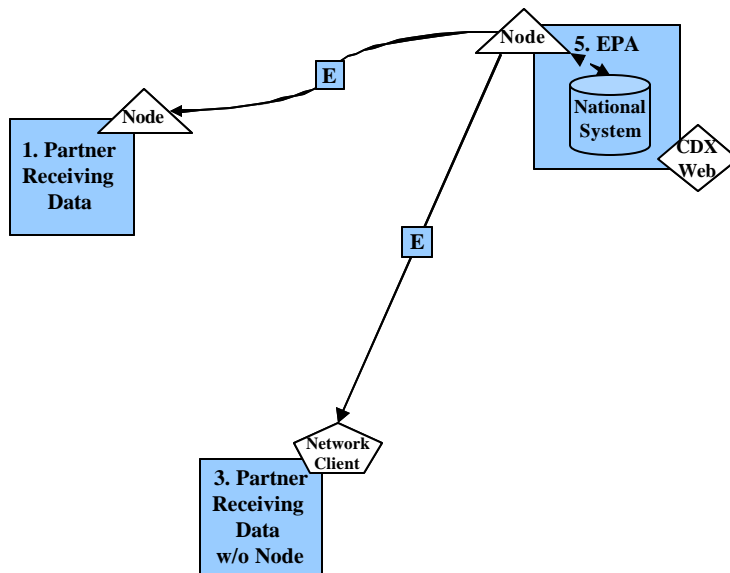 Node
5. EPA
E
National
System
Node
CDX
Web
1. Partner
Receiving
Data
E
Network
Client
3. Partner
Receiving
Data
w/o Node